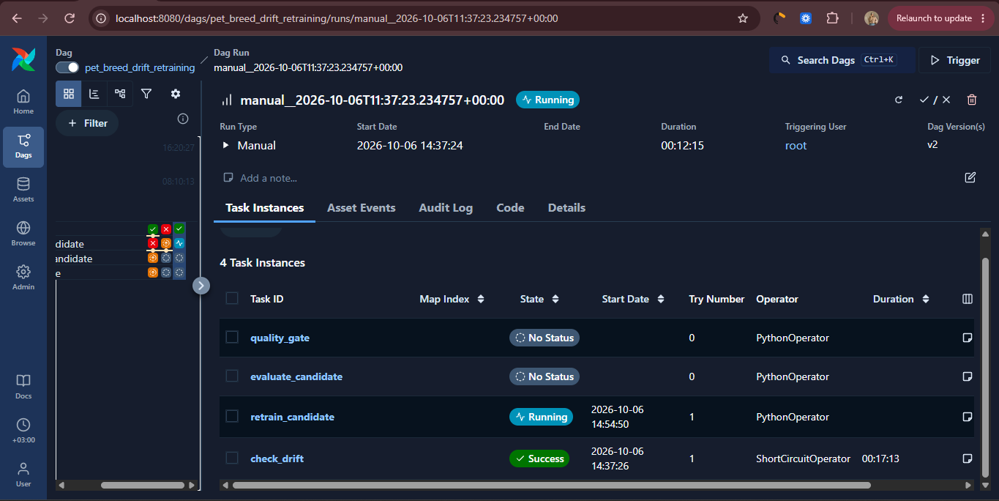 localhost:8080/dags/pet_breed_drift_retraining/runs/manual__2026-10-06T11:37:23.234757+00:00
Relaunch to update
Dag
pet_breed_drift_retraining
Dag Run
manual__2026-10-06T11:37:23.234757+00:00
Search Dags Ctrl+K
Trigger
Home
Dags
Assets
Browse
Admin
Docs
+03:00
User
Filter
16:20:27
08:10:13
didate
andidate
e
manual__2026-10-06T11:37:23.234757+00:00 Running
/
Run Type Start Date End Date Duration Triggering User Dag Version(s)
Manual 2026-10-06 14:37:24 00:12:15 root v2
Add a note...
Task Instances Asset Events Audit Log Code Details
4 Task Instances
Task ID Map Index State Start Date Try Number Operator Duration
quality_gate No Status 0 PythonOperator
evaluate_candidate No Status 0 PythonOperator
retrain_candidate Running 2026-10-06 14:54:50 1 PythonOperator
check_drift Success 2026-10-06 14:37:26 1 ShortCircuitOperator 00:17:13